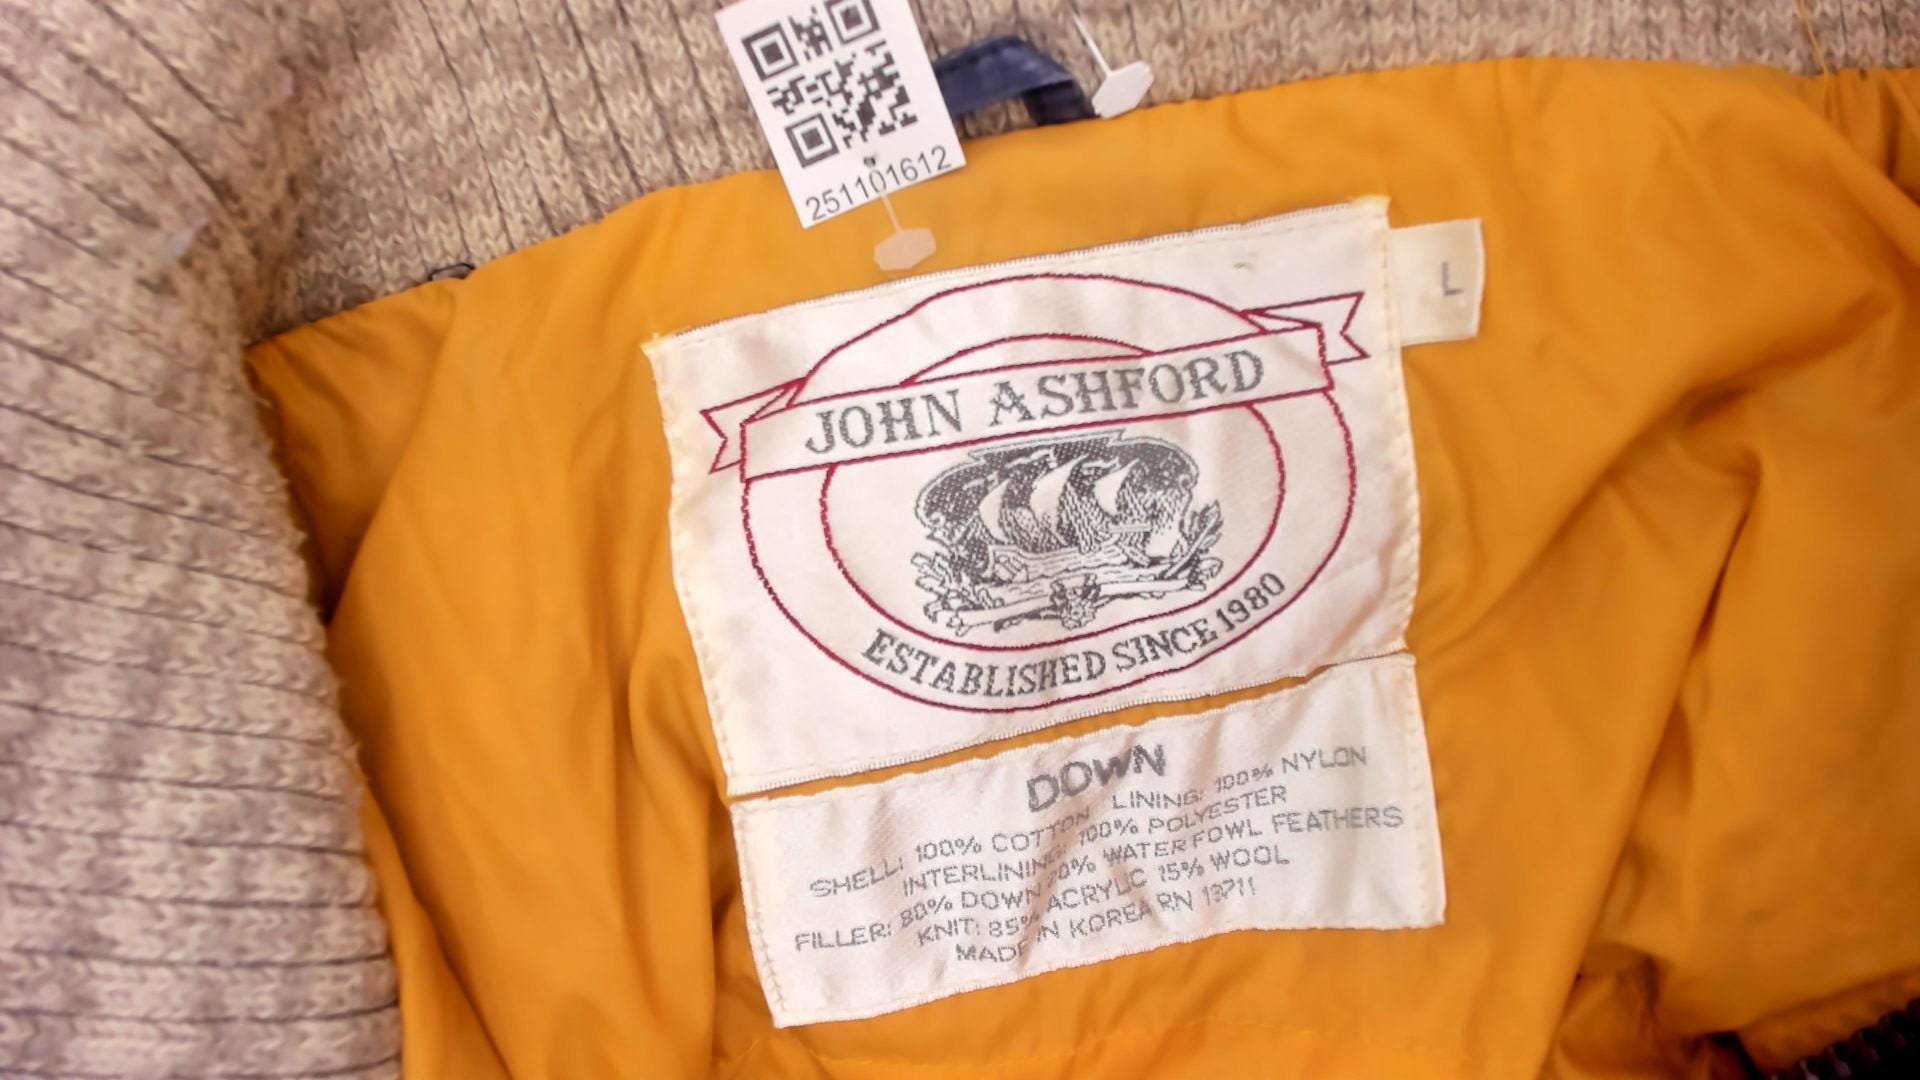 251101612
L
JOHN ASHFORD
ESTABLISHED SINCE 1980
DOWN
SHELL: 100% COTTON LINING: 100% NYLON
INTERLINING: 100% POLYESTER
FILLER: 80% DOWN 20% WATERFOWL FEATHERS
KNIT: 85% ACRYLIC 15% WOOL
MADE IN KOREA RN